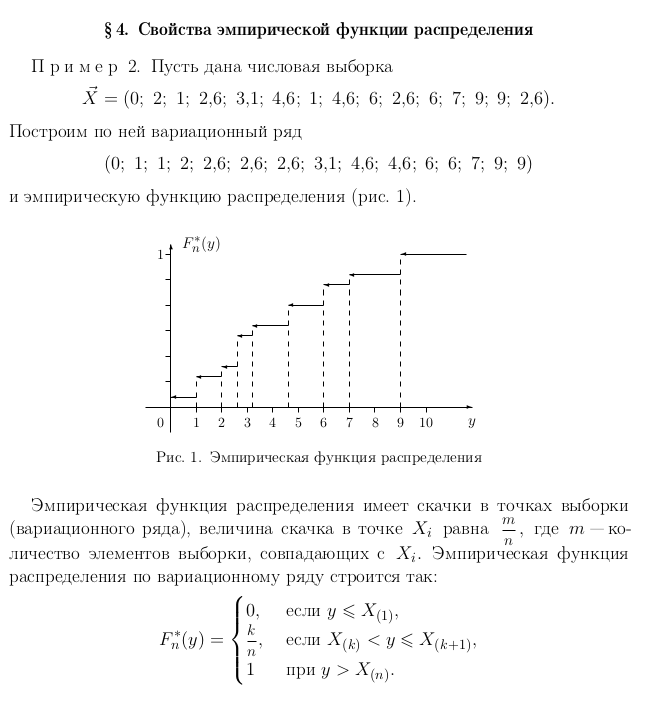 § 4. Свойства эмпирической функции распределения
Пример 2. Пусть дана числовая выборка
X⃗ = (0; 2; 1; 2,6; 3,1; 4,6; 1; 4,6; 6; 2,6; 6; 7; 9; 9; 2,6).
Построим по ней вариационный ряд
(0; 1; 1; 2; 2,6; 2,6; 2,6; 3,1; 4,6; 4,6; 6; 6; 7; 9; 9)
и эмпирическую функцию распределения (рис. 1).
F*ₙ(y)
1
0 1 2 3 4 5 6 7 8 9 10 y
Рис. 1. Эмпирическая функция распределения
Эмпирическая функция распределения имеет скачки в точках выборки
(вариационного ряда), величина скачка в точке Xᵢ равна m/n, где m — ко-
личество элементов выборки, совпадающих с Xᵢ. Эмпирическая функция
распределения по вариационному ряду строится так:
0, если y ⩽ X₍₁₎,
F*ₙ(y) = { k/n, если X₍ₖ₎ < y ⩽ X₍ₖ₊₁₎,
1 при y > X₍ₙ₎.